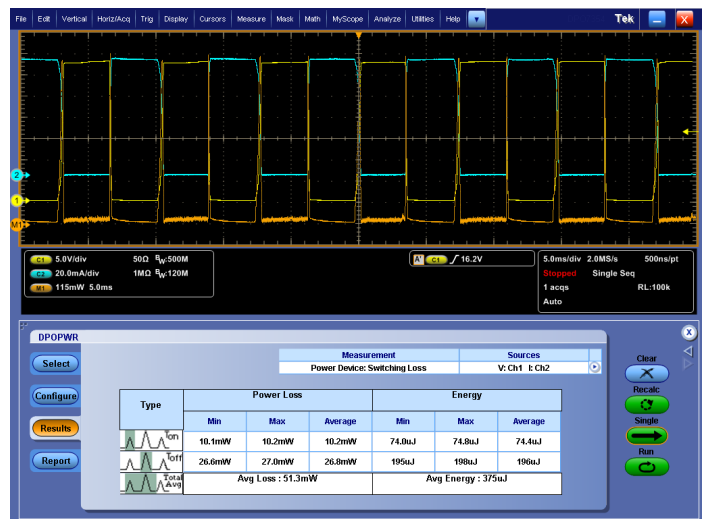 File Edit Vertical Horiz/Acq Trig Display Cursors Measure Mask Math MyScope Analyze Utilities Help Tek X
2
1
M1
C1 5.0V/div 50Ω BW:500M
C2 20.0mA/div 1MΩ BW:120M
M1 115mW 5.0ms
A' C1 16.2V
5.0ms/div 2.0MS/s 500ns/pt
Stopped Single Seq
1 acqs RL:100k
Auto
DPOPWR
X
Select
Configure
Results
Report
Measurement Sources
Power Device: Switching Loss V: Ch1 I: Ch2
Type Power Loss Energy
Min Max Average Min Max Average
Ton 10.1mW 10.2mW 10.2mW 74.0uJ 74.8uJ 74.4uJ
Toff 26.6mW 27.0mW 26.8mW 195uJ 198uJ 196uJ
Total Avg Avg Loss : 51.3mW Avg Energy : 375uJ
Clear
Recalc
Single
Run